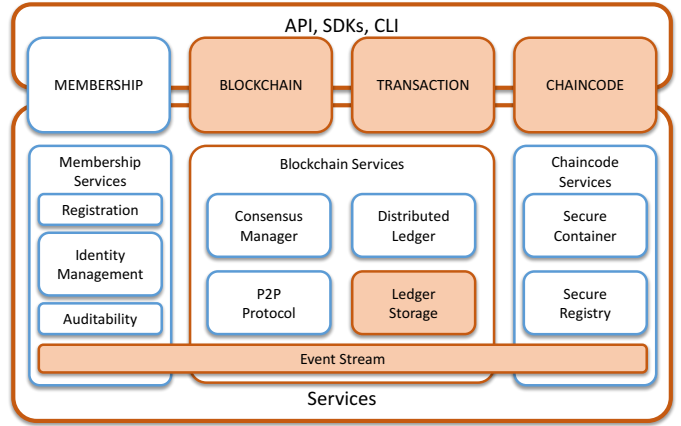 API, SDKs, CLI
MEMBERSHIP
BLOCKCHAIN
TRANSACTION
CHAINCODE
Membership
Services
Registration
Identity
Management
Auditability
Blockchain Services
Consensus
Manager
Distributed
Ledger
P2P
Protocol
Ledger
Storage
Chaincode
Services
Secure
Container
Secure
Registry
Event Stream
Services